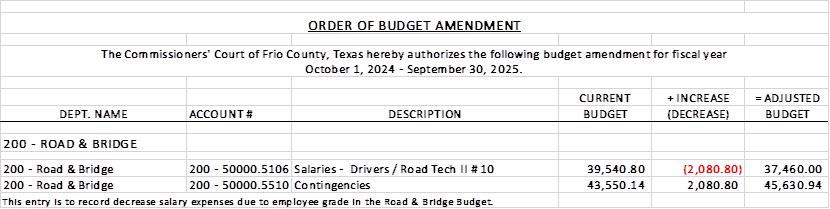 ORDER OF BUDGET AMENDMENT
The Commissioners' Court of Frio County, Texas hereby authorizes the following budget amendment for fiscal year
October 1, 2024 - September 30, 2025.
CURRENT + INCREASE = ADJUSTED
DEPT. NAME ACCOUNT # DESCRIPTION BUDGET (DECREASE) BUDGET
200 - ROAD & BRIDGE
200 - Road & Bridge 200 - 50000.5106 Salaries - Drivers / Road Tech II # 10 39,540.80 (2,080.80) 37,460.00
200 - Road & Bridge 200 - 50000.5510 Contingencies 43,550.14 2,080.80 45,630.94
This entry is to record decrease salary expenses due to employee grade in the Road & Bridge Budget.